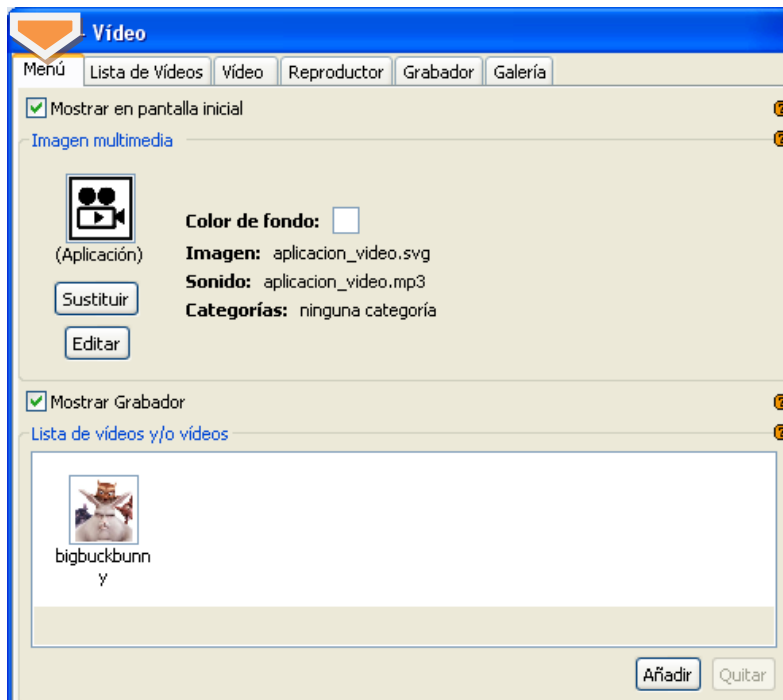 - Vídeo
Menú Lista de Vídeos Vídeo Reproductor Grabador Galería
Mostrar en pantalla inicial
Imagen multimedia
(Aplicación)
Color de fondo:
Imagen: aplicacion_video.svg
Sonido: aplicacion_video.mp3
Categorías: ninguna categoría
Sustituir
Editar
Mostrar Grabador
Lista de vídeos y/o vídeos
bigbuckbunn
y
Añadir Quitar